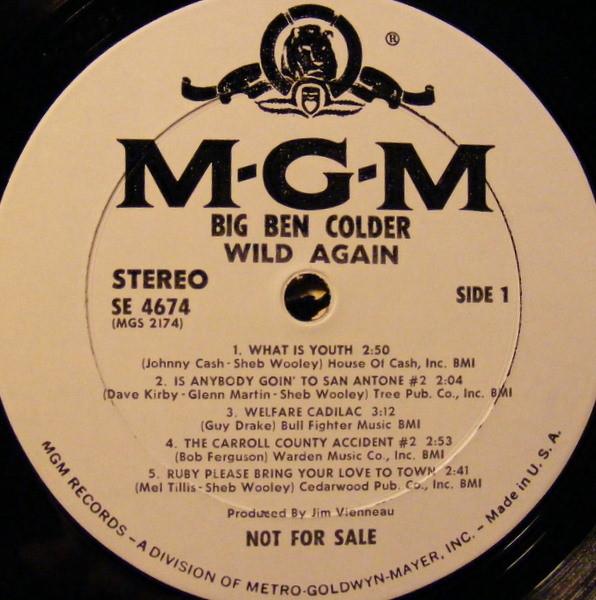 ®
M-G-M
BIG BEN COLDER
WILD AGAIN
STEREO
SE 4674
(MGS 2174)
SIDE 1
1. WHAT IS YOUTH 2:50
(Johnny Cash - Sheb Wooley) House Of Cash, Inc. BMI
2. IS ANYBODY GOIN' TO SAN ANTONE #2 2:04
(Dave Kirby - Glenn Martin - Sheb Wooley) Tree Pub. Co., Inc. BMI
3. WELFARE CADILAC 3:12
(Guy Drake) Bull Fighter Music BMI
4. THE CARROLL COUNTY ACCIDENT #2 2:53
(Bob Ferguson) Warden Music Co., Inc. BMI
5. RUBY PLEASE BRING YOUR LOVE TO TOWN 2:41
(Mel Tillis - Sheb Wooley) Cedarwood Pub. Co., Inc. BMI
Produced By Jim Vienneau
NOT FOR SALE
MGM RECORDS – A DIVISION OF METRO-GOLDWYN-MAYER, INC. – Made in U. S. A.